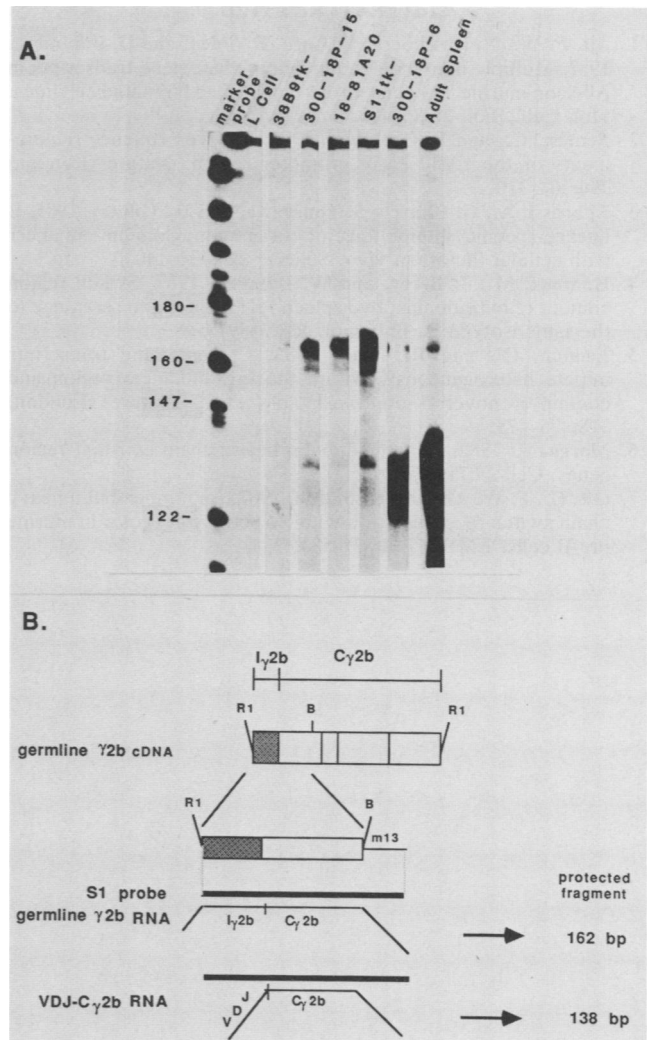 A.
marker
probe
L Cell
38B9tk-
300-18P-15
18-81A20
S11tk-
300-18P-6
Adult spleen
180-
160-
147-
122-
B.
Iγ2b
Cγ2b
R1
B
R1
germline γ2b cDNA
R1
B
m13
S1 probe
germline γ2b RNA
Iγ2b
Cγ2b
protected
fragment
162 bp
VDJ-Cγ2b RNA
V
D
J
Cγ2b
138 bp